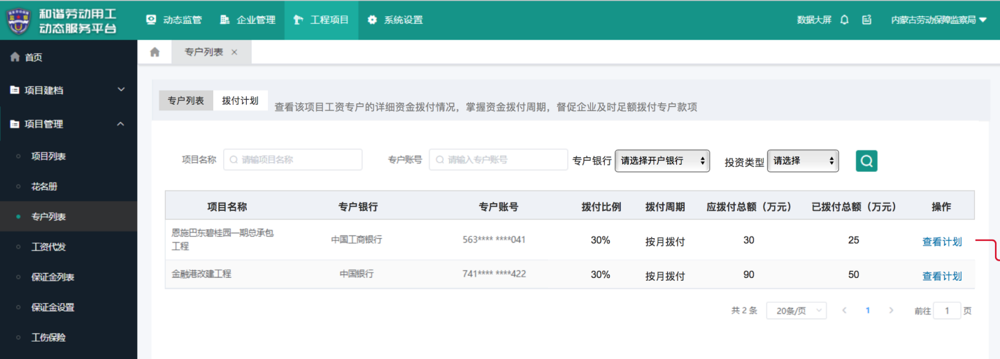 和谐劳动用工
动态服务平台
动态监管
企业管理
工程项目
系统设置
数据大屏
内蒙古劳动保障监察局
首页
项目建档
项目管理
项目列表
花名册
专户列表
工资代发
保证金列表
保证金设置
工伤保险
专户列表 ×
专户列表
拨付计划
查看该项目工资专户的详细资金拨付情况，掌握资金拨付周期，督促企业及时足额拨付专户款项
项目名称 请输项目名称 专户账号 请输入专户账号 专户银行 请选择开户银行 投资类型 请选择
项目名称 专户银行 专户账号 拨付比例 拨付周期 应拨付总额（万元） 已拨付总额（万元） 操作
恩施巴东碧桂园一期总承包
工程 中国工商银行 563**** ****041 30% 按月拨付 30 25 查看计划
金融港改建工程 中国银行 741**** ****422 30% 按月拨付 90 50 查看计划
共 2 条 20条/页 < 1 > 前往 1 页